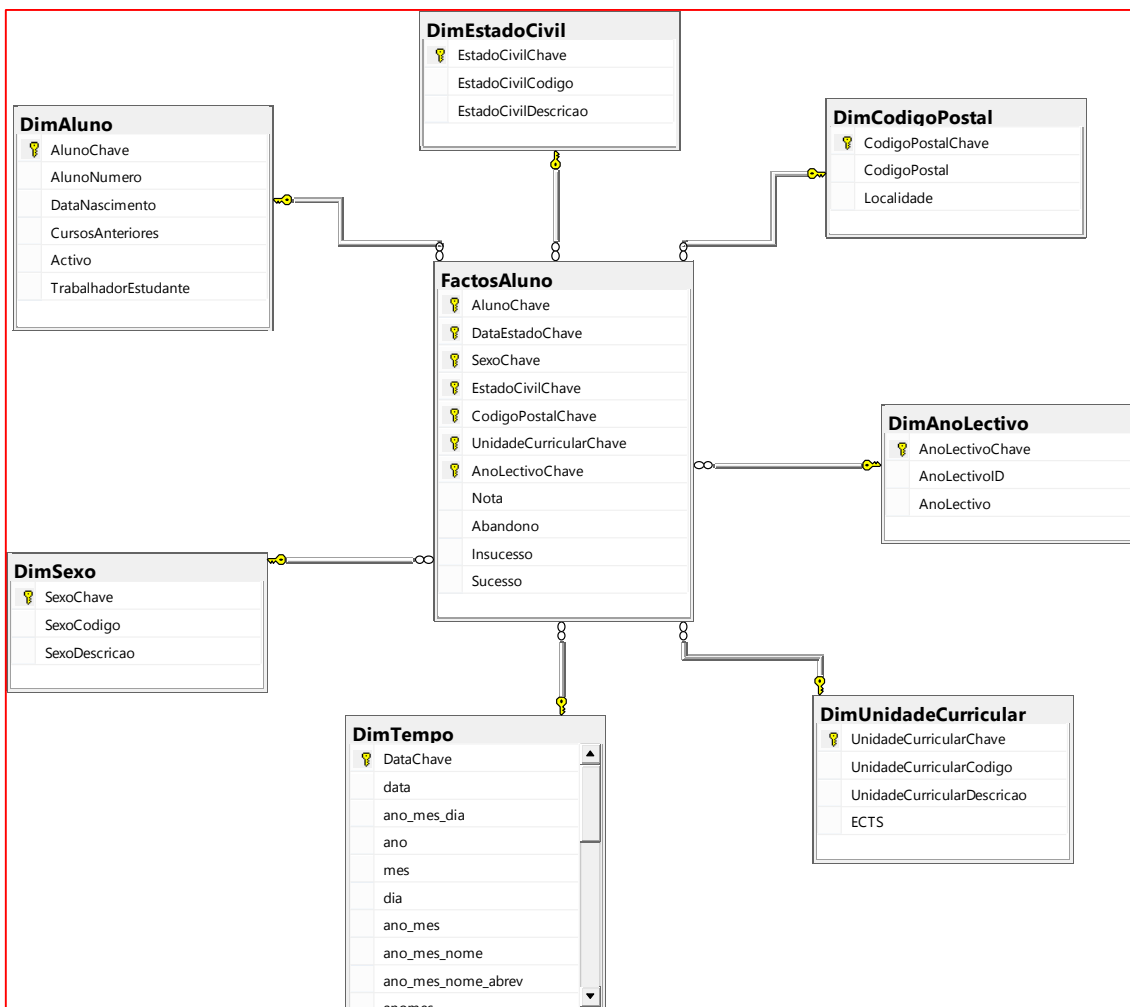 DimEstadoCivil
EstadoCivilChave
EstadoCivilCodigo
EstadoCivilDescricao
DimAluno
AlunoChave
AlunoNumero
DataNascimento
CursosAnteriores
Activo
TrabalhadorEstudante
DimCodigoPostal
CodigoPostalChave
CodigoPostal
Localidade
FactosAluno
AlunoChave
DataEstadoChave
SexoChave
EstadoCivilChave
CodigoPostalChave
UnidadeCurricularChave
AnoLectivoChave
Nota
Abandono
Insucesso
Sucesso
DimAnoLectivo
AnoLectivoChave
AnoLectivoID
AnoLectivo
DimSexo
SexoChave
SexoCodigo
SexoDescricao
DimTempo
DataChave
data
ano_mes_dia
ano
mes
dia
ano_mes
ano_mes_nome
ano_mes_nome_abrev
DimUnidadeCurricular
UnidadeCurricularChave
UnidadeCurricularCodigo
UnidadeCurricularDescricao
ECTS